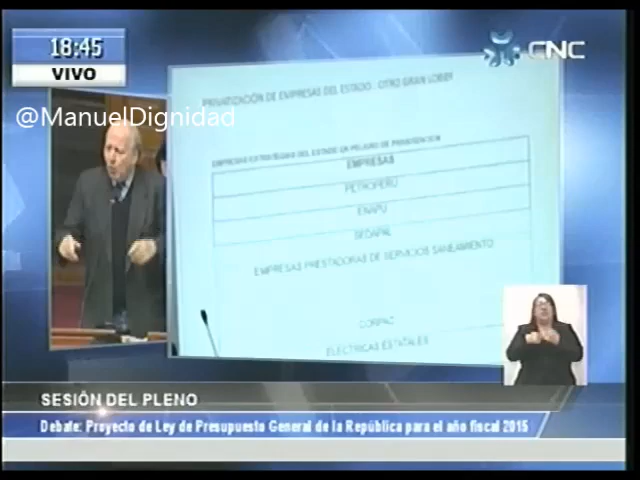 18:45
VIVO
CNC
@ManuelDignidad
PRIVATIZACIÓN DE EMPRESAS DEL ESTADO : OTRO GRAN LOBBY
EMPRESAS ESTRATEGICAS DEL ESTADO EN PELIGRO DE PRIVATIZACION
EMPRESAS
PETROPERÚ
ENAPU
SEDAPAL
EMPRESAS PRESTADORAS DE SERVICIOS SANEAMIENTO
CORPAC
ELÉCTRICAS ESTATALES
SESIÓN DEL PLENO
Debate: Proyecto de Ley de Presupuesto General de la República para el año fiscal 2015